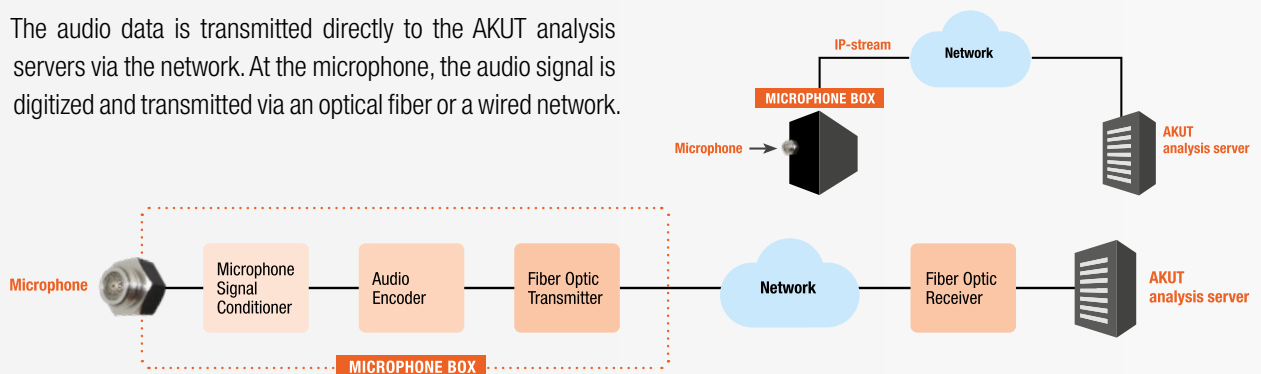 The audio data is transmitted directly to the AKUT analysis
servers via the network. At the microphone, the audio signal is
digitized and transmitted via an optical fiber or a wired network.
IP-stream
Network
MICROPHONE BOX
Microphone
AKUT
analysis server
Microphone
Microphone
Signal
Conditioner
Audio
Encoder
Fiber Optic
Transmitter
Network
Fiber Optic
Receiver
AKUT
analysis server
MICROPHONE BOX